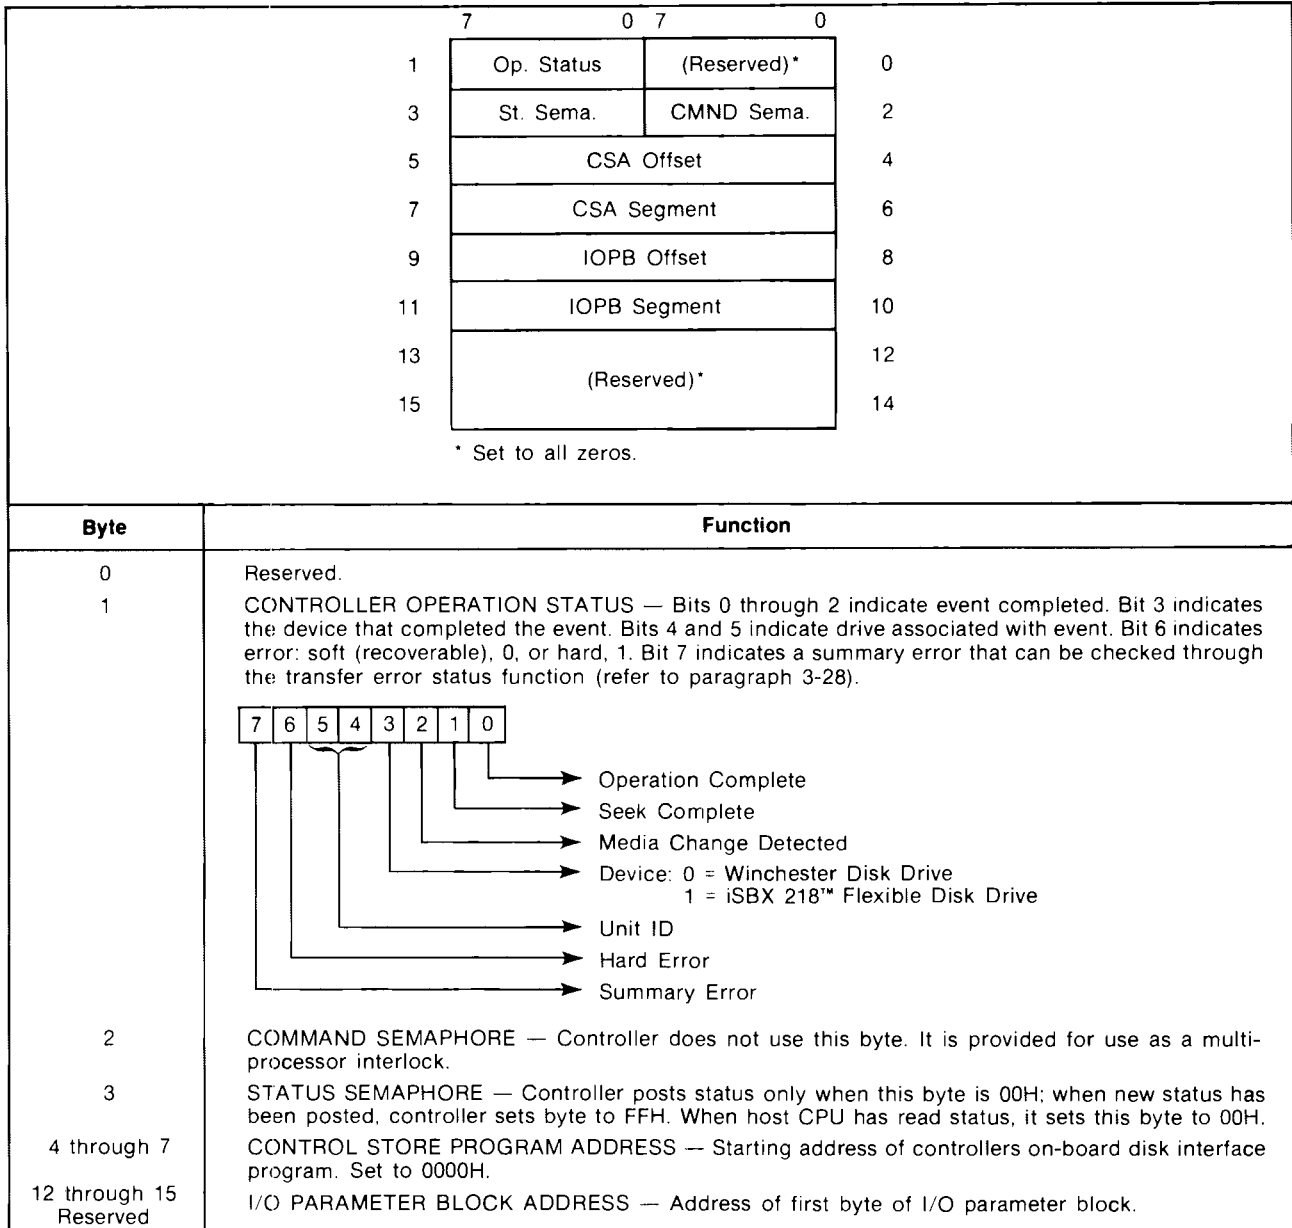 7 0 7 0
1 Op. Status (Reserved)* 0
3 St. Sema. CMND Sema. 2
5 CSA Offset 4
7 CSA Segment 6
9 IOPB Offset 8
11 IOPB Segment 10
13 12
(Reserved)*
15 14
* Set to all zeros.
Byte Function
0 Reserved.
1 CONTROLLER OPERATION STATUS — Bits 0 through 2 indicate event completed. Bit 3 indicates
the device that completed the event. Bits 4 and 5 indicate drive associated with event. Bit 6 indicates
error: soft (recoverable), 0, or hard, 1. Bit 7 indicates a summary error that can be checked through
the transfer error status function (refer to paragraph 3-28).
7 6 5 4 3 2 1 0
Operation Complete
Seek Complete
Media Change Detected
Device: 0 = Winchester Disk Drive
1 = iSBX 218™ Flexible Disk Drive
Unit ID
Hard Error
Summary Error
2 COMMAND SEMAPHORE — Controller does not use this byte. It is provided for use as a multi-
processor interlock.
3 STATUS SEMAPHORE — Controller posts status only when this byte is 00H; when new status has
been posted, controller sets byte to FFH. When host CPU has read status, it sets this byte to 00H.
4 through 7 CONTROL STORE PROGRAM ADDRESS — Starting address of controllers on-board disk interface
program. Set to 0000H.
12 through 15 I/O PARAMETER BLOCK ADDRESS — Address of first byte of I/O parameter block.
Reserved